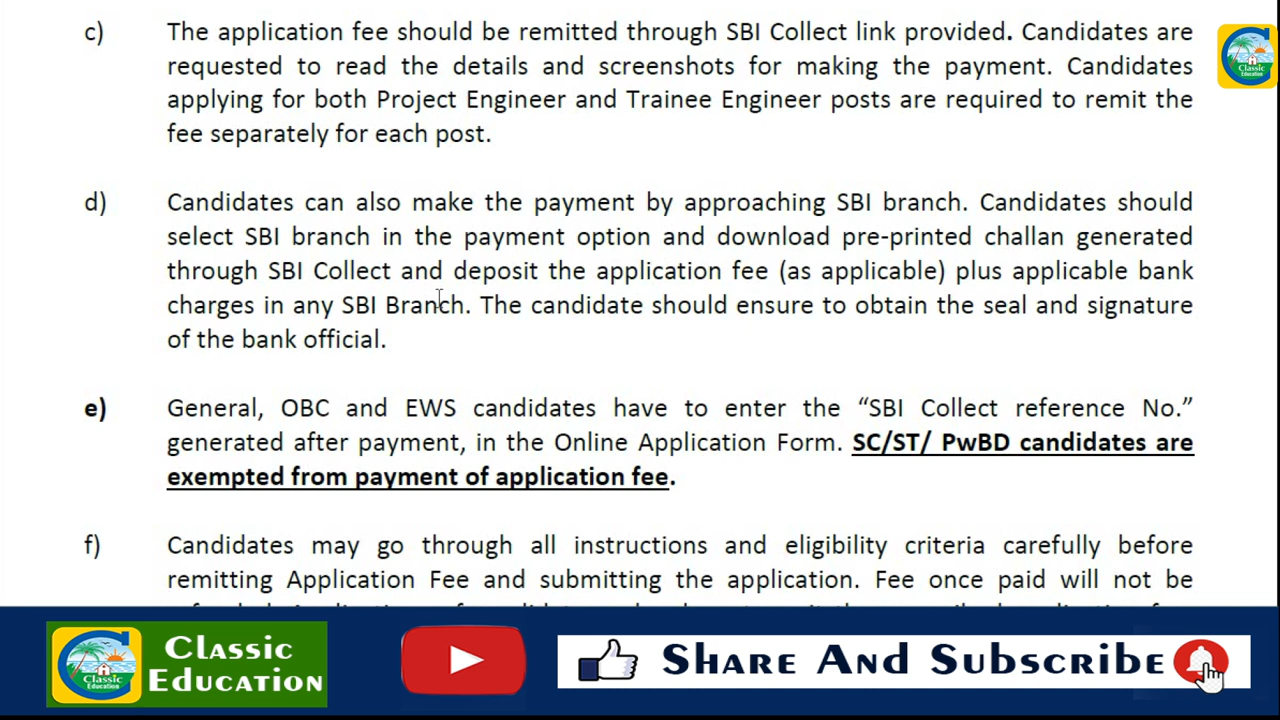 c) The application fee should be remitted through SBI Collect link provided. Candidates are
requested to read the details and screenshots for making the payment. Candidates
applying for both Project Engineer and Trainee Engineer posts are required to remit the
fee separately for each post.
d) Candidates can also make the payment by approaching SBI branch. Candidates should
select SBI branch in the payment option and download pre-printed challan generated
through SBI Collect and deposit the application fee (as applicable) plus applicable bank
charges in any SBI Branch. The candidate should ensure to obtain the seal and signature
of the bank official.
e) General, OBC and EWS candidates have to enter the “SBI Collect reference No.”
generated after payment, in the Online Application Form. SC/ST/ PwBD candidates are
exempted from payment of application fee.
f) Candidates may go through all instructions and eligibility criteria carefully before
remitting Application Fee and submitting the application. Fee once paid will not be
Classic
Education
Classic
Education
Classic
Education
Share And Subscribe